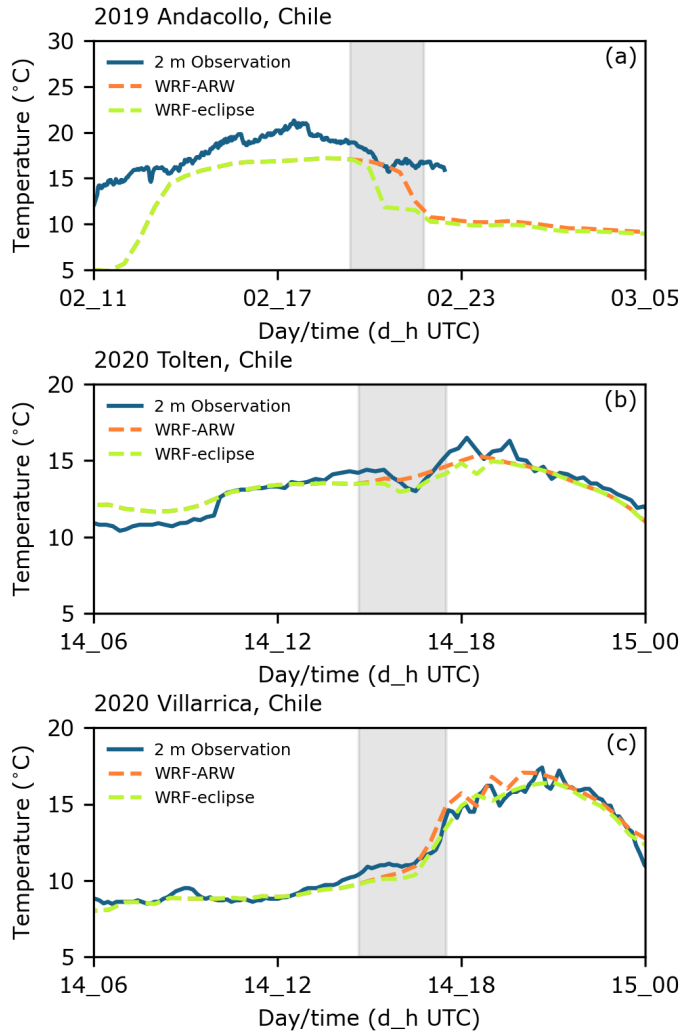 2019 Andacollo, Chile
(a)
30
25
20
15
10
5
Temperature (°C)
2 m Observation
WRF-ARW
WRF-eclipse
02_11
02_17
02_23
03_05
Day/time (d_h UTC)
2020 Tolten, Chile
(b)
20
15
10
5
Temperature (°C)
2 m Observation
WRF-ARW
WRF-eclipse
14_06
14_12
14_18
15_00
Day/time (d_h UTC)
2020 Villarrica, Chile
(c)
20
15
10
5
Temperature (°C)
2 m Observation
WRF-ARW
WRF-eclipse
14_06
14_12
14_18
15_00
Day/time (d_h UTC)